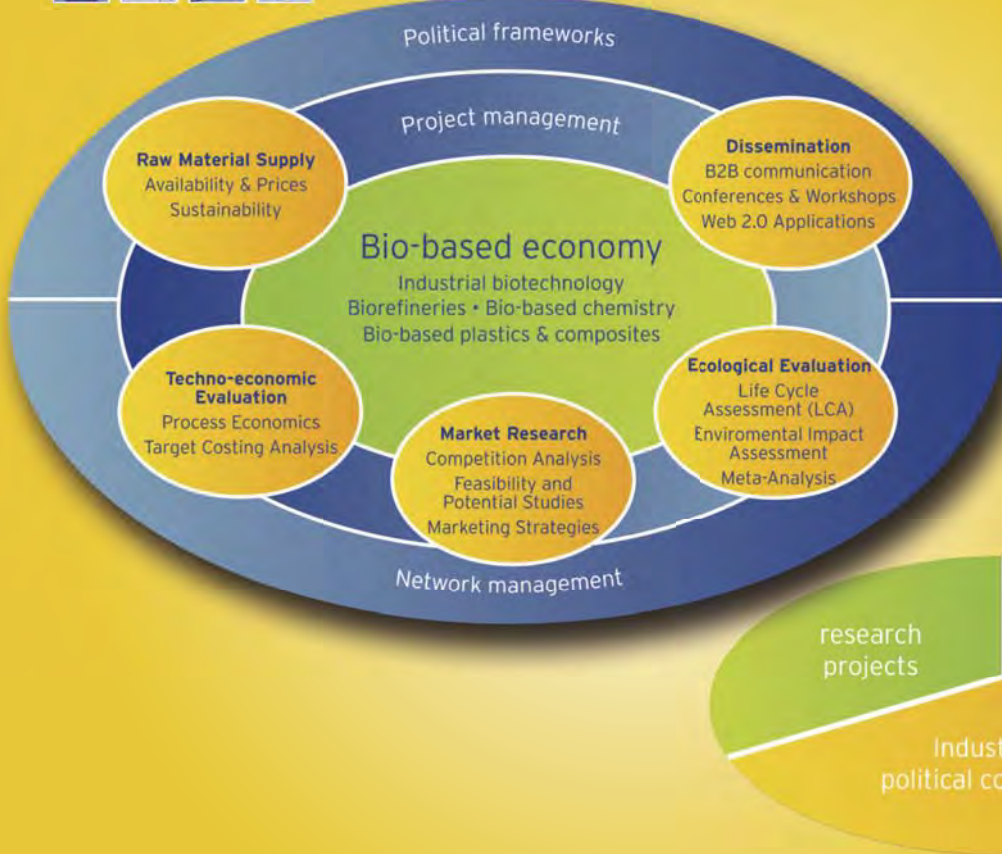 Political frameworks
Project management
Raw Material Supply
Availability & Prices
Sustainability
Dissemination
B2B communication
Conferences & Workshops
Web 2.0 Applications
Bio-based economy
Industrial biotechnology
Biorefineries • Bio-based chemistry
Bio-based plastics & composites
Techno-economic
Evaluation
Process Economics
Target Costing Analysis
Market Research
Competition Analysis
Feasibility and
Potential Studies
Marketing Strategies
Ecological Evaluation
Life Cycle
Assessment (LCA)
Enviromental Impact
Assessment
Meta-Analysis
Network management
research
projects
political